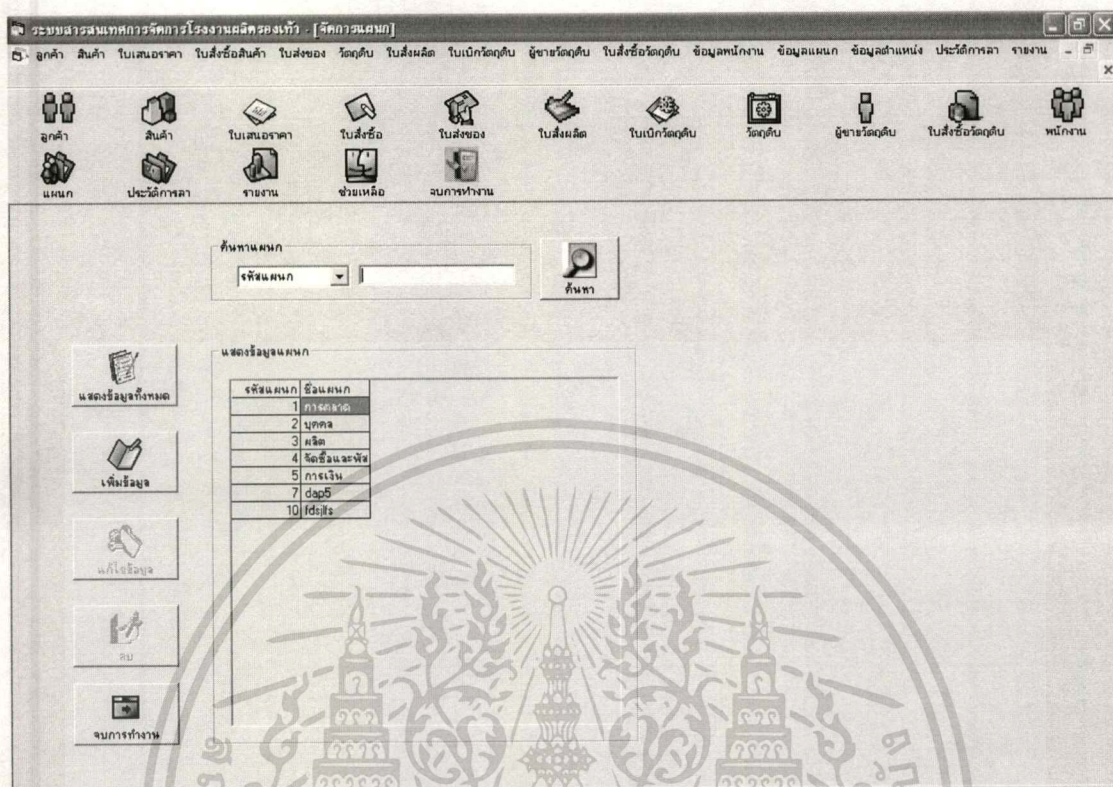 ระบบสารสนเทศการจัดการโรงงานผลิตรองเท้า - [จัดการแผนก]
ลูกค้า สินค้า ใบเสนอราคา ใบสั่งซื้อสินค้า ใบส่งของ วัตถุดิบ ใบสั่งผลิต ใบเบิกวัตถุดิบ ผู้ขายวัตถุดิบ ใบสั่งซื้อวัตถุดิบ ข้อมูลพนักงาน ข้อมูลแผนก ข้อมูลตำแหน่ง ประวัติการลา รายงาน
ลูกค้า สินค้า ใบเสนอราคา ใบสั่งซื้อ ใบส่งของ ใบสั่งผลิต ใบเบิกวัตถุดิบ วัตถุดิบ ผู้ขายวัตถุดิบ ใบสั่งซื้อวัตถุดิบ พนักงาน
แผนก ประวัติการลา รายงาน ช่วยเหลือ จบการทำงาน
ค้นหาแผนก
รหัสแผนก
ค้นหา
แสดงข้อมูลทั้งหมด
เพิ่มข้อมูล
แก้ไขข้อมูล
ลบ
จบการทำงาน
แสดงข้อมูลแผนก
รหัสแผนก ชื่อแผนก
1 การตลาด
2 บุคคล
3 ผลิต
4 จัดซื้อและพัส
5 การเงิน
7 dap5
10 fdsjlfs